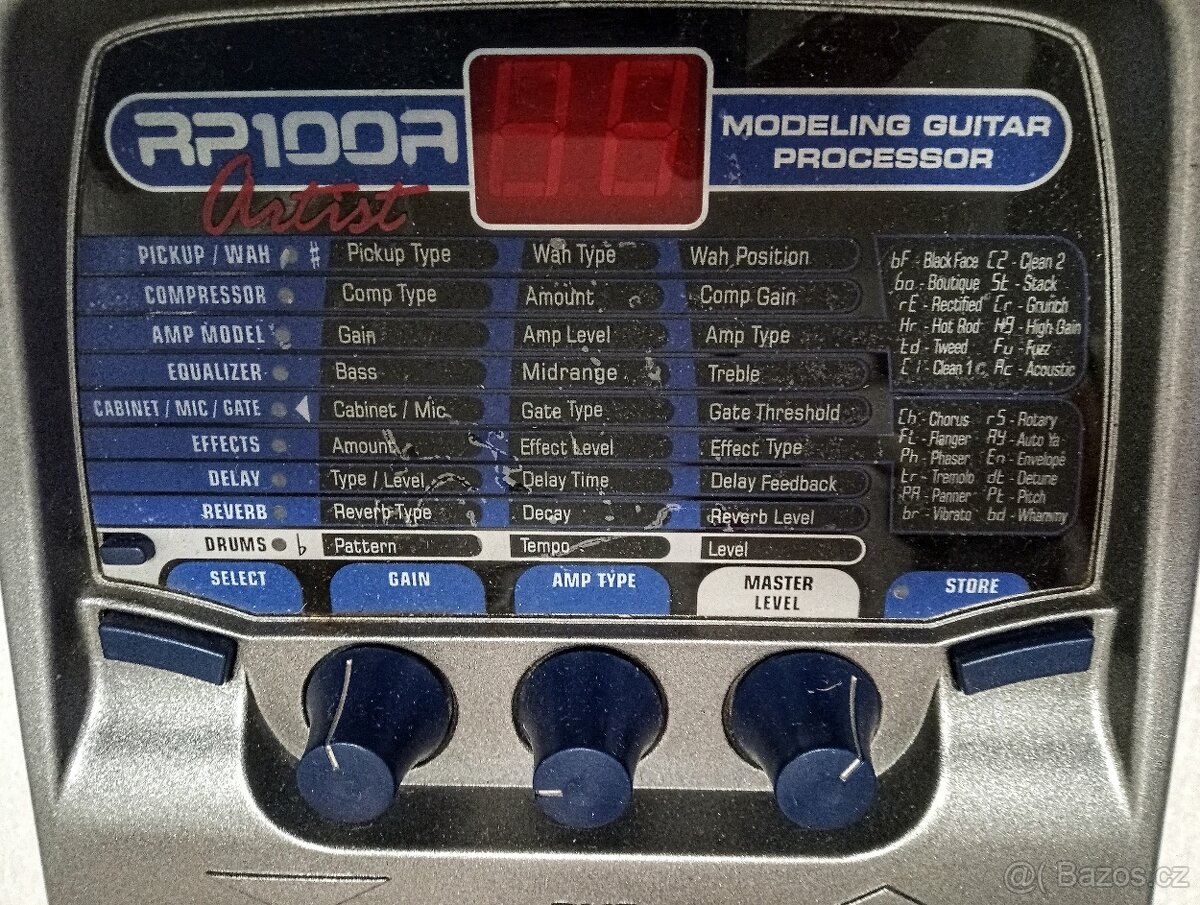 RP100A
Artist
MODELING GUITAR
PROCESSOR
PICKUP / WAH ♯ Pickup Type Wah Type Wah Position
COMPRESSOR Comp Type Amount Comp Gain
AMP MODEL Gain Amp Level Amp Type
EQUALIZER Bass Midrange Treble
CABINET / MIC / GATE Cabinet / Mic Gate Type Gate Threshold
EFFECTS Amount Effect Level Effect Type
DELAY Type / Level Delay Time Delay Feedback
REVERB Reverb Type Decay Reverb Level
DRUMS ♭ Pattern Tempo Level
bF - Black Face C2 - Clean 2
bo - Boutique St - Stack
rE - Rectified Cr - Crunch
Hr - Hot Rod Hg - High Gain
td - Tweed Fu - Fuzz
C1 - Clean 1 Ac - Acoustic
Ch - Chorus rS - Rotary
FL - Flanger AY - Auto Ya
Ph - Phaser En - Envelope
tr - Tremolo dt - Detune
PA - Panner Pt - Pitch
br - Vibrato bd - Whammy
SELECT GAIN AMP TYPE MASTER
LEVEL STORE
@( Bazos.cz